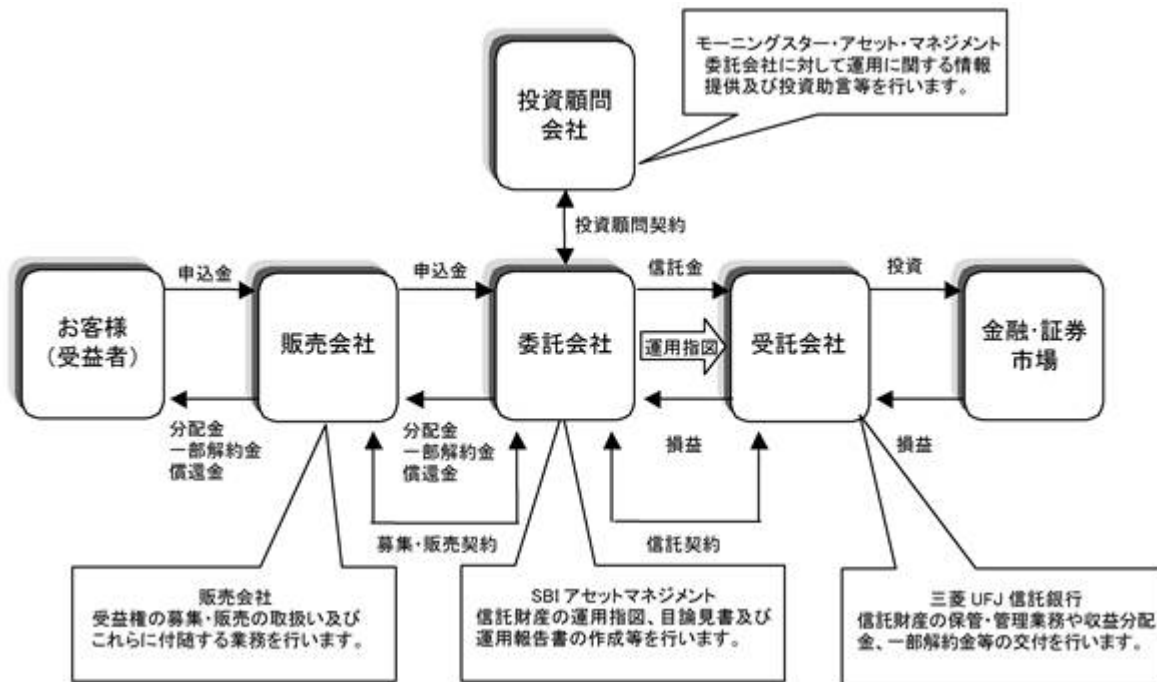 モーニングスター・アセット・マネジメント
委託会社に対して運用に関する情報
提供及び投資助言等を行います。
投資顧問
会社
投資顧問契約
申込金
申込金
信託金
投資
お客様
(受益者)
販売会社
委託会社
運用指図
受託会社
金融・証券
市場
分配金
一部解約金
償還金
分配金
一部解約金
償還金
損益
損益
募集・販売契約
信託契約
販売会社
受益権の募集・販売の取扱い及び
これらに付随する業務を行います。
SBI アセットマネジメント
信託財産の運用指図、目論見書及び
運用報告書の作成等を行います。
三菱 UFJ 信託銀行
信託財産の保管・管理業務や収益分配
金、一部解約金等の交付を行います。